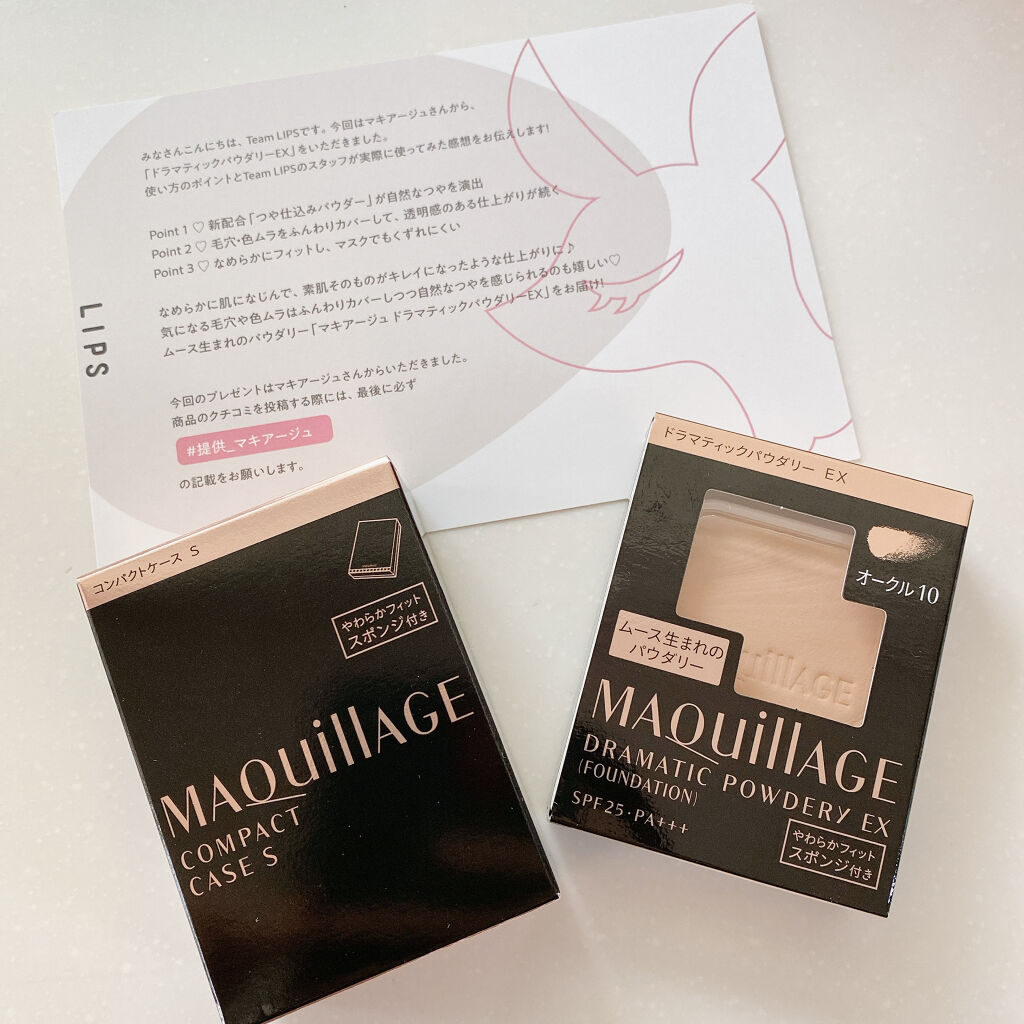 みなさんこんにちは、Team LIPSです。今回はマキアージュさんから、
「ドラマティックパウダリーEX」をいただきました。
使い方のポイントとTeam LIPSのスタッフが実際に使ってみた感想をお伝えします!
Point 1 ♡ 新配合「つや仕込みパウダー」が自然なつやを演出
Point 2 ♡ 毛穴・色ムラをふんわりカバーして、透明感のある仕上がりが続く
Point 3 ♡ なめらかにフィットし、マスクでもくずれにくい
なめらかに肌になじんで、素肌そのものがキレイになったような仕上がりに♪
気になる毛穴や色ムラはふんわりカバーしつつ自然なつやを感じられるのも嬉しい♡
ムース生まれのパウダリー「マキアージュ ドラマティックパウダリーEX」をお届け!
今回のプレゼントはマキアージュさんからいただきました。
商品のクチコミを投稿する際には、最後に必ず
#提供_マキアージュ
の記載をお願いします。
LIPS
コンパクトケース S
やわらかフィット
スポンジ付き
MAQuillAGE
COMPACT
CASE S
ドラマティックパウダリー EX
オークル10
ムース生まれの
パウダリー
uillAGE
MAQuillAGE
DRAMATIC POWDERY EX
(FOUNDATION)
SPF25・PA+++
やわらかフィット
スポンジ付き